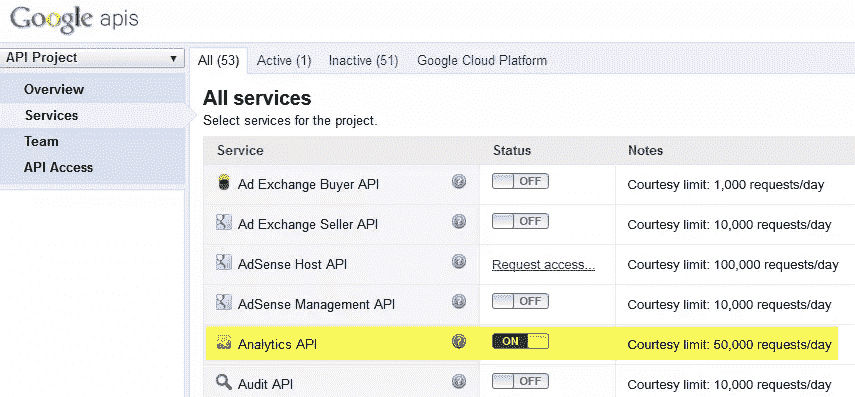 Google apis
API Project
Overview
Services
Team
API Access
All (53) Active (1) Inactive (51) Google Cloud Platform
All services
Select services for the project.
Service Status Notes
Ad Exchange Buyer API ? OFF Courtesy limit: 1,000 requests/day
Ad Exchange Seller API ? OFF Courtesy limit: 10,000 requests/day
AdSense Host API ? Request access... Courtesy limit: 100,000 requests/day
AdSense Management API ? OFF Courtesy limit: 10,000 requests/day
Analytics API ? ON Courtesy limit: 50,000 requests/day
Audit API ? OFF Courtesy limit: 10,000 requests/day